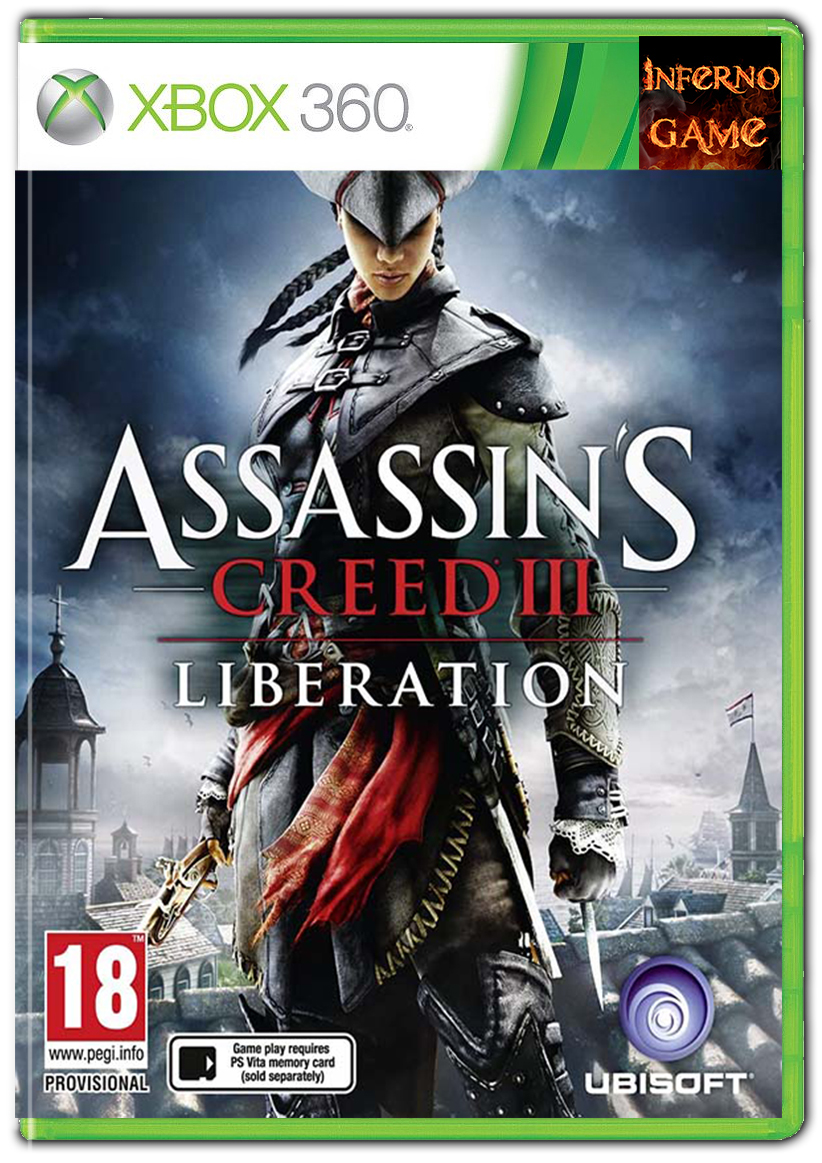 XBOX 360
INFERNO
GAME
ASSASSIN'S
CREED III
LIBERATION
18™
www.pegi.info
PROVISIONAL
Game play requires
PS Vita memory card
(sold separately)
UBISOFT®